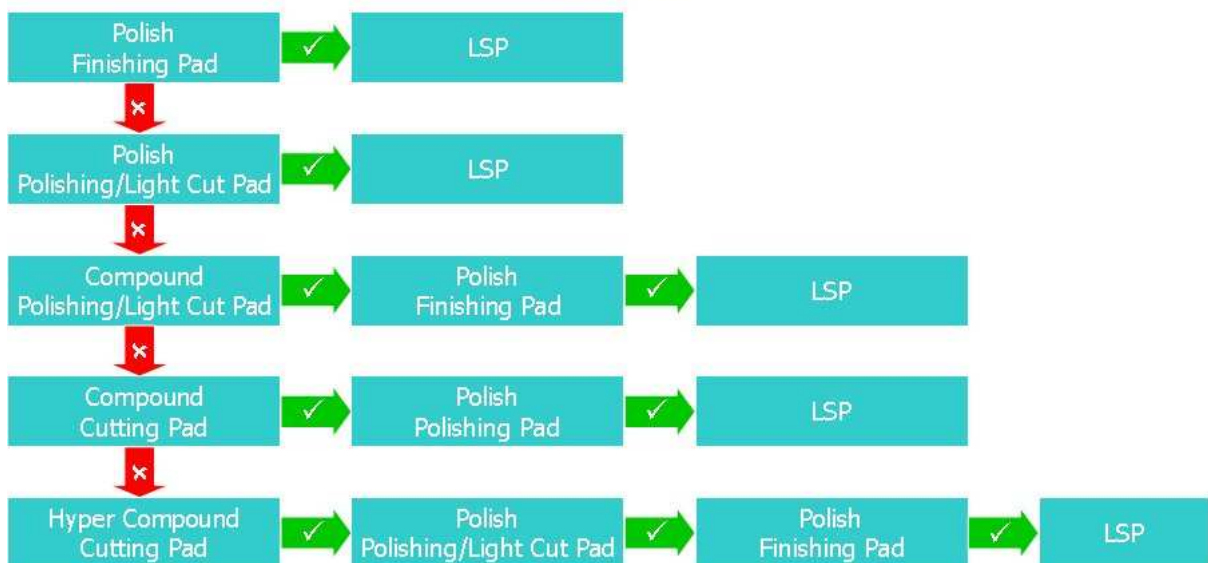 Polish
Finishing Pad
LSP
Polish
Polishing/Light Cut Pad
LSP
Compound
Polishing/Light Cut Pad
Polish
Finishing Pad
LSP
Compound
Cutting Pad
Polish
Polishing Pad
LSP
Hyper Compound
Cutting Pad
Polish
Polishing/Light Cut Pad
Polish
Finishing Pad
LSP